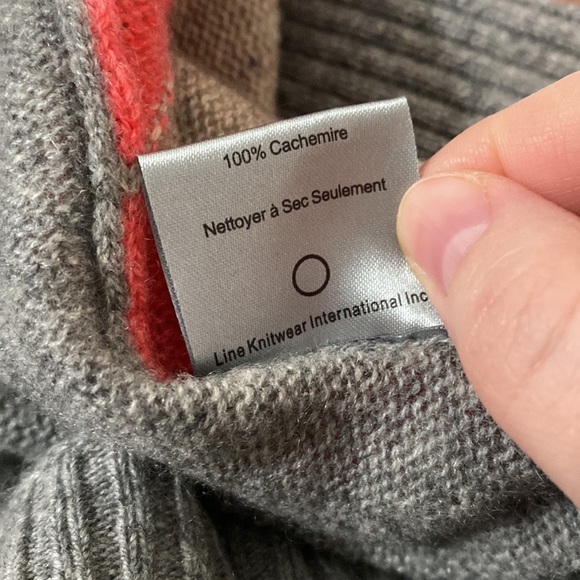 100% Cachemire
Nettoyer à Sec Seulement
Line Knitwear International Inc